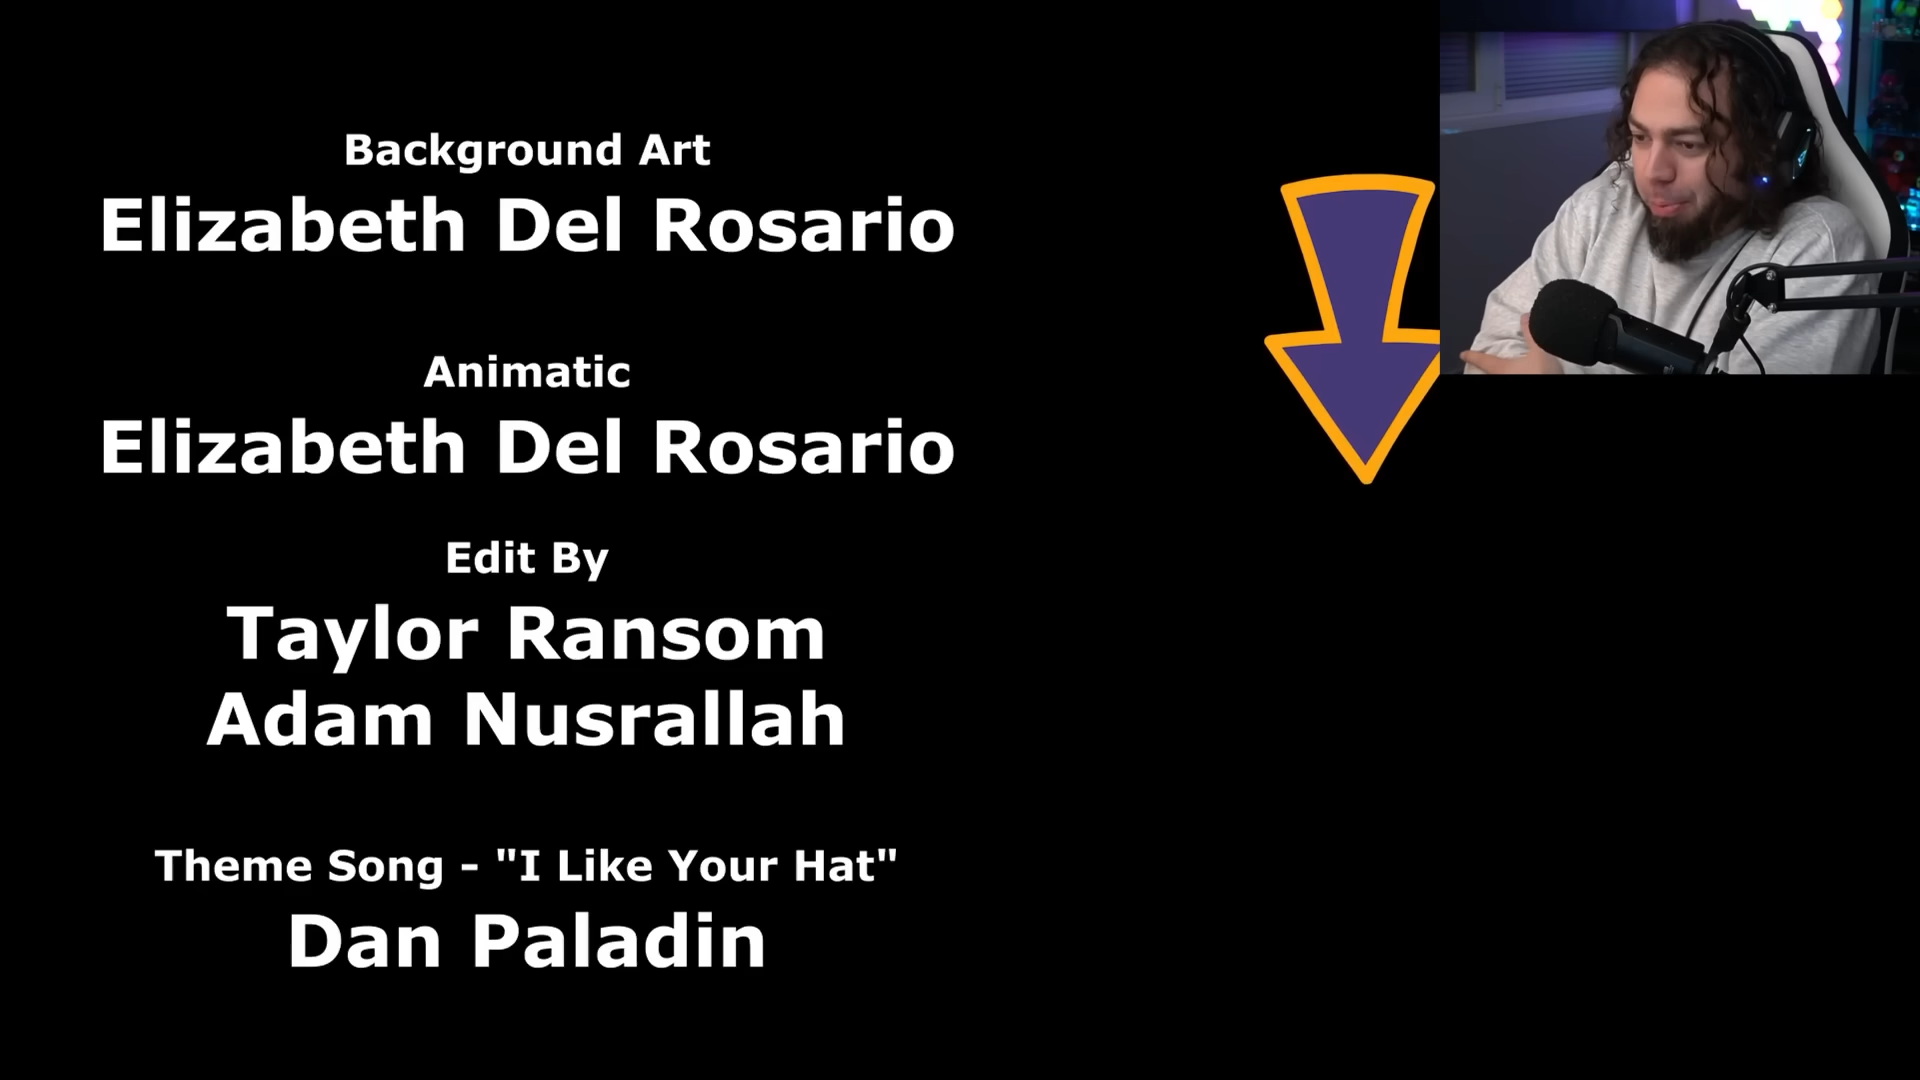 Background Art
Elizabeth Del Rosario
Animatic
Elizabeth Del Rosario
Edit By
Taylor Ransom
Adam Nusrallah
Theme Song - "I Like Your Hat"
Dan Paladin